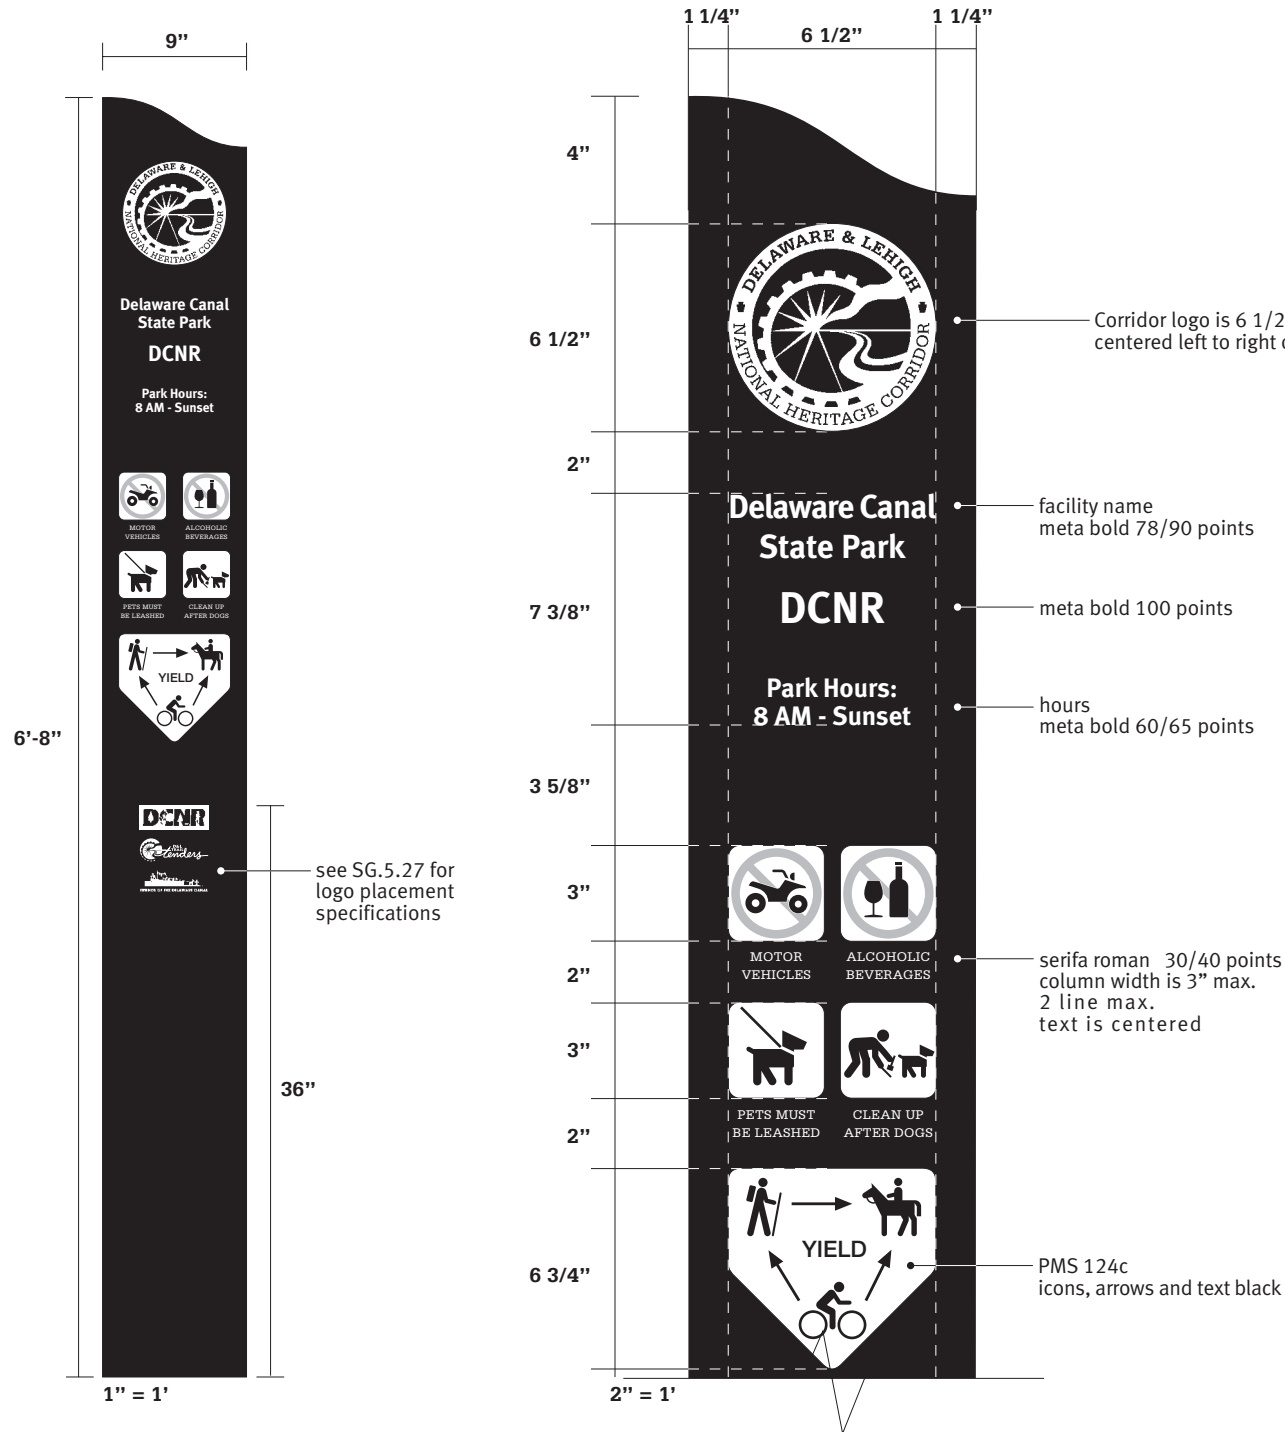 9”
DELAWARE & LEHIGH
NATIONAL HERITAGE CORRIDOR
Delaware Canal
State Park
DCNR
Park Hours:
8 AM - Sunset
MOTOR
VEHICLES
ALCOHOLIC
BEVERAGES
PETS MUST
BE LEASHED
CLEAN UP
AFTER DOGS
YIELD
6’-8”
DCNR
tenders
FRIENDS OF THE DELAWARE CANAL
see SG.5.27 for
logo placement
specifications
36”
1” = 1’
1 1/4”
6 1/2”
1 1/4”
4”
6 1/2”
2”
7 3/8”
3 5/8”
3”
2”
3”
2”
6 3/4”
2” = 1’
DELAWARE & LEHIGH
NATIONAL HERITAGE CORRIDOR
Delaware Canal
State Park
DCNR
Park Hours:
8 AM - Sunset
MOTOR
VEHICLES
ALCOHOLIC
BEVERAGES
PETS MUST
BE LEASHED
CLEAN UP
AFTER DOGS
YIELD
Corridor logo is 6 1/2
centered left to right
facility name
meta bold 78/90 points
meta bold 100 points
hours
meta bold 60/65 points
serifa roman 30/40 points
column width is 3” max.
2 line max.
text is centered
PMS 124c
icons, arrows and text black